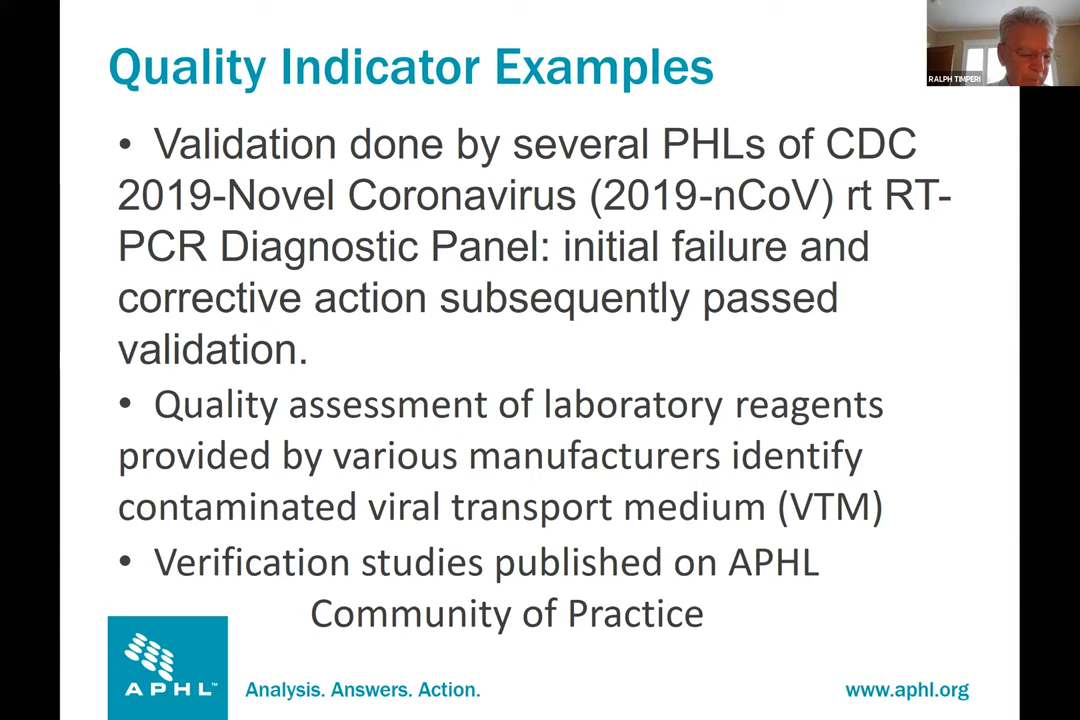 Quality Indicator Examples
RALPH TIMPERI
• Validation done by several PHLs of CDC
2019-Novel Coronavirus (2019-nCoV) rt RT-
PCR Diagnostic Panel: initial failure and
corrective action subsequently passed
validation.
• Quality assessment of laboratory reagents
provided by various manufacturers identify
contaminated viral transport medium (VTM)
• Verification studies published on APHL
Community of Practice
APHL™
Analysis. Answers. Action.
www.aphl.org